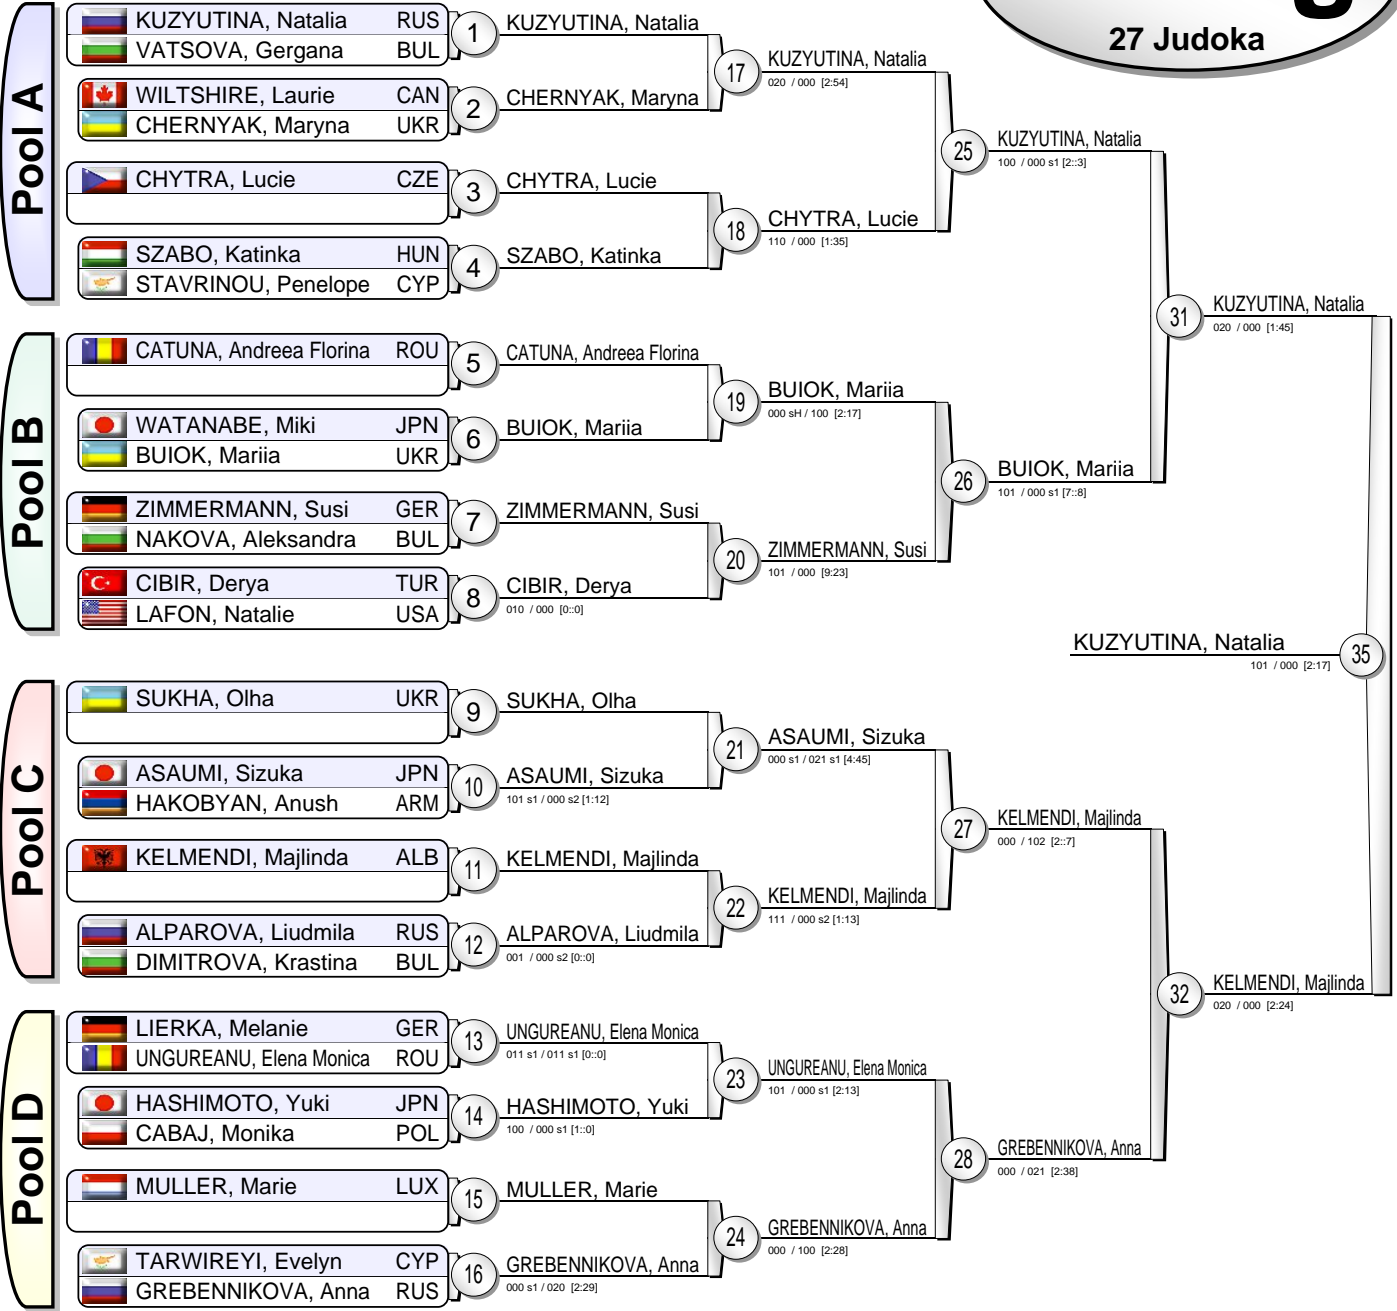 27 Judoka
Pool A
KUZYUTINA, Natalia RUS
VATSOVA, Gergana BUL
1
WILTSHIRE, Laurie CAN
CHERNYAK, Maryna UKR
2
CHYTRA, Lucie CZE
3
SZABO, Katinka HUN
STAVRINOU, Penelope CYP
4
Pool B
CATUNA, Andreea Florina ROU
5
WATANABE, Miki JPN
BUIOK, Mariia UKR
6
ZIMMERMANN, Susi GER
NAKOVA, Aleksandra BUL
7
CIBIR, Derya TUR
LAFON, Natalie USA
8
Pool C
SUKHA, Olha UKR
9
ASAUMI, Sizuka JPN
HAKOBYAN, Anush ARM
10
KELMENDI, Majlinda ALB
11
ALPAROVA, Liudmila RUS
DIMITROVA, Krastina BUL
12
Pool D
LIERKA, Melanie GER
UNGUREANU, Elena Monica ROU
13
HASHIMOTO, Yuki JPN
CABAJ, Monika POL
14
MULLER, Marie LUX
15
TARWIREYI, Evelyn CYP
GREBENNIKOVA, Anna RUS
16
KUZYUTINA, Natalia
CHERNYAK, Maryna
17
CHYTRA, Lucie
SZABO, Katinka
18
CATUNA, Andreea Florina
BUIOK, Mariia
19
ZIMMERMANN, Susi
CIBIR, Derya
010 / 000 [0::0]
20
SUKHA, Olha
ASAUMI, Sizuka
101 s1 / 000 s2 [1:12]
21
KELMENDI, Majlinda
ALPAROVA, Liudmila
001 / 000 s2 [0::0]
22
UNGUREANU, Elena Monica
011 s1 / 011 s1 [0::0]
HASHIMOTO, Yuki
100 / 000 s1 [1::0]
23
MULLER, Marie
GREBENNIKOVA, Anna
000 s1 / 020 [2:29]
24
KUZYUTINA, Natalia
020 / 000 [2:54]
CHYTRA, Lucie
110 / 000 [1:35]
25
BUIOK, Mariia
000 sH / 100 [2:17]
ZIMMERMANN, Susi
101 / 000 [9:23]
26
ASAUMI, Sizuka
000 s1 / 021 s1 [4:45]
KELMENDI, Majlinda
111 / 000 s2 [1:13]
27
UNGUREANU, Elena Monica
101 / 000 s1 [2:13]
GREBENNIKOVA, Anna
000 / 100 [2:28]
28
KUZYUTINA, Natalia
100 / 000 s1 [2::3]
BUIOK, Mariia
101 / 000 s1 [7::8]
31
KELMENDI, Majlinda
000 / 102 [2::7]
GREBENNIKOVA, Anna
000 / 021 [2:38]
32
KUZYUTINA, Natalia
020 / 000 [1:45]
KELMENDI, Majlinda
020 / 000 [2:24]
KUZYUTINA, Natalia
101 / 000 [2:17]
35